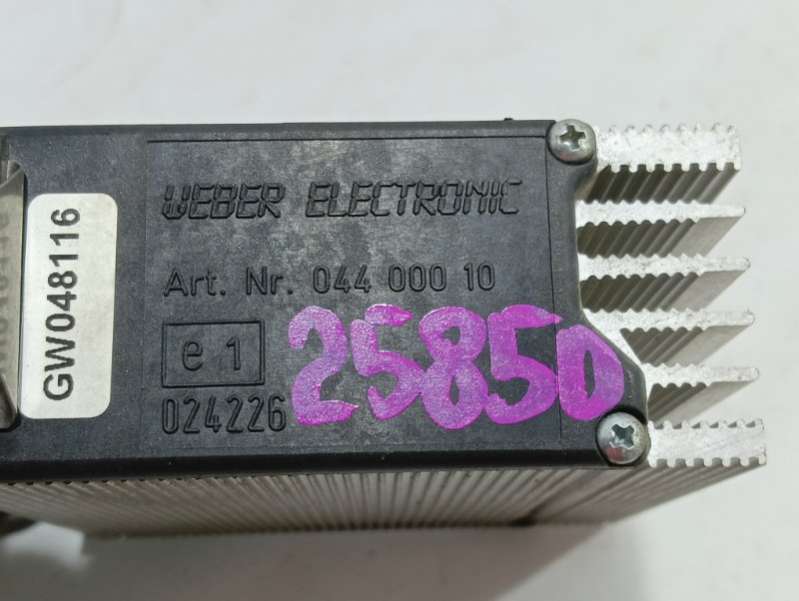 GW048116
WEBER ELECTRONIC
Art. Nr. 044 000 10
e 1
024226
25850